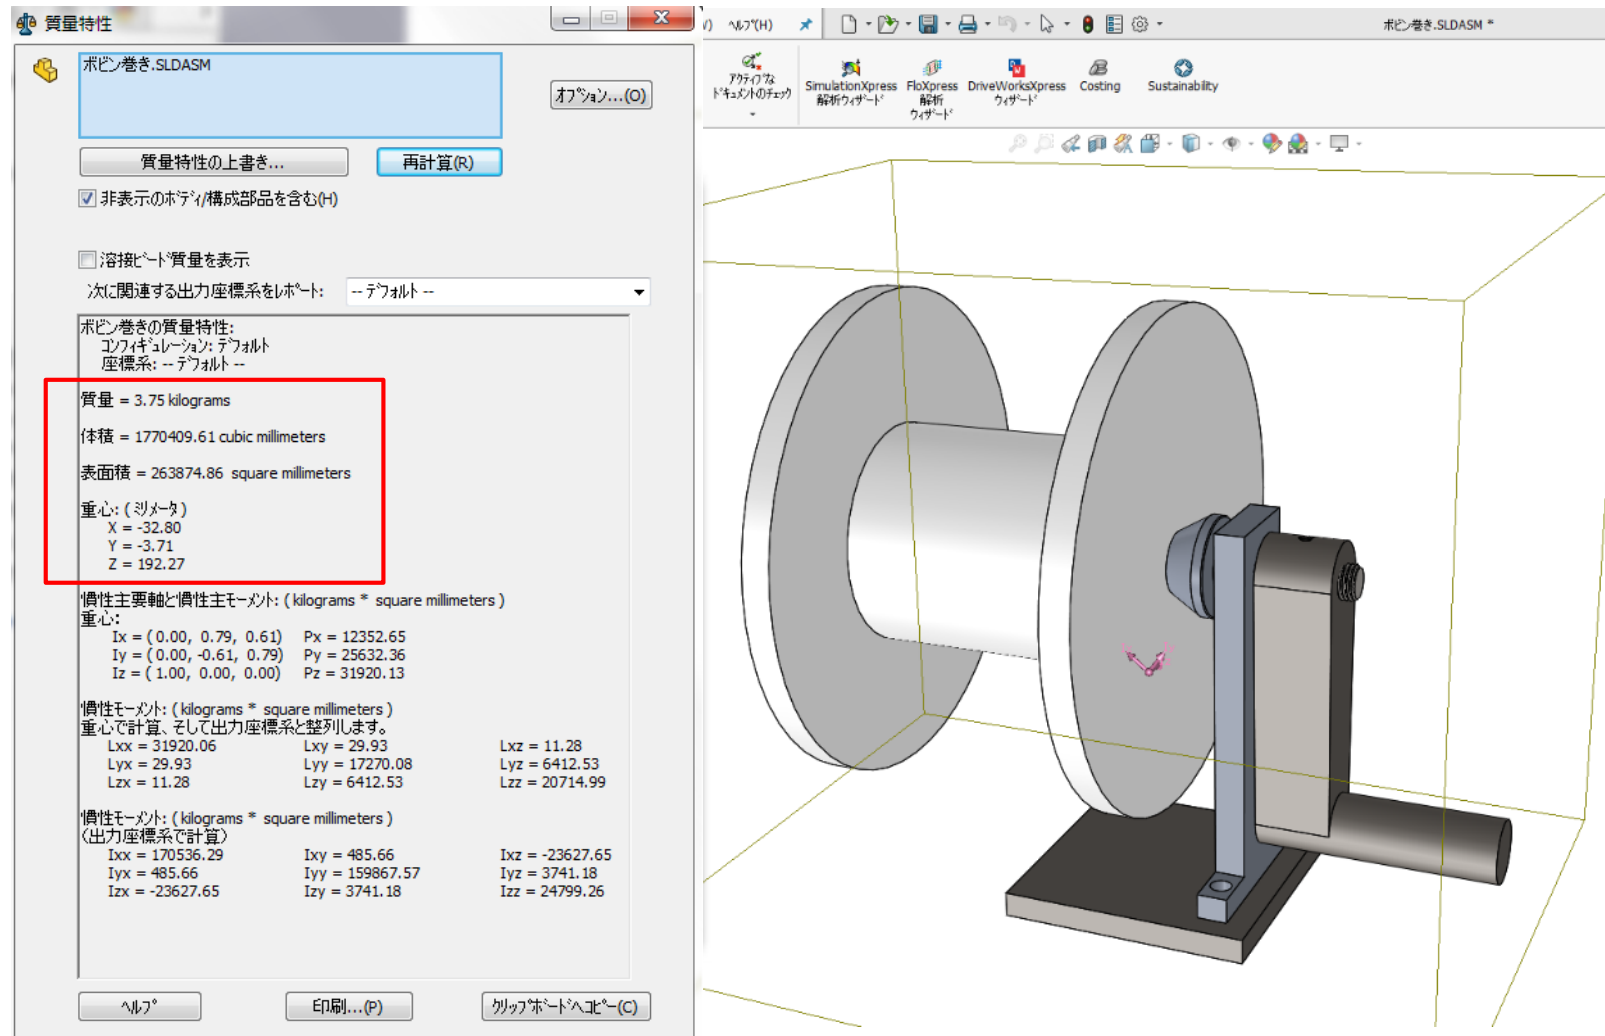 質量特性
ボビン巻き.SLDASM
オプション...(O)
質量特性の上書き...
再計算(R)
非表示のボディ/構成部品を含む(H)
溶接ビード質量を表示
次に関連する出力座標系をレポート:
-- デフォルト --
ボビン巻きの質量特性:
コンフィギュレーション: デフォルト
座標系: -- デフォルト --
質量 = 3.75 kilograms
体積 = 1770409.61 cubic millimeters
表面積 = 263874.86 square millimeters
重心: ( ミリメータ )
X = -32.80
Y = -3.71
Z = 192.27
慣性主要軸と慣性主モーメント: ( kilograms * square millimeters )
重心:
Ix = ( 0.00, 0.79, 0.61) Px = 12352.65
Iy = ( 0.00, -0.61, 0.79) Py = 25632.36
Iz = ( 1.00, 0.00, 0.00) Pz = 31920.13
慣性モーメント: ( kilograms * square millimeters )
重心で計算、そして出力座標系と整列します。
Lxx = 31920.06 Lxy = 29.93 Lxz = 11.28
Lyx = 29.93 Lyy = 17270.08 Lyz = 6412.53
Lzx = 11.28 Lzy = 6412.53 Lzz = 20714.99
慣性モーメント: ( kilograms * square millimeters )
(出力座標系で計算)
Ixx = 170536.29 Ixy = 485.66 Ixz = -23627.65
Iyx = 485.66 Iyy = 159867.57 Iyz = 3741.18
Izx = -23627.65 Izy = 3741.18 Izz = 24799.26
ヘルプ
印刷...(P)
クリップボードへコピー(C)
ヘルプ(H)
ボビン巻き.SLDASM *
アクティブな
ドキュメントのチェック
SimulationXpress
解析ウィザード
FloXpress
解析
ウィザード
DriveWorksXpress
ウィザード
Costing
Sustainability